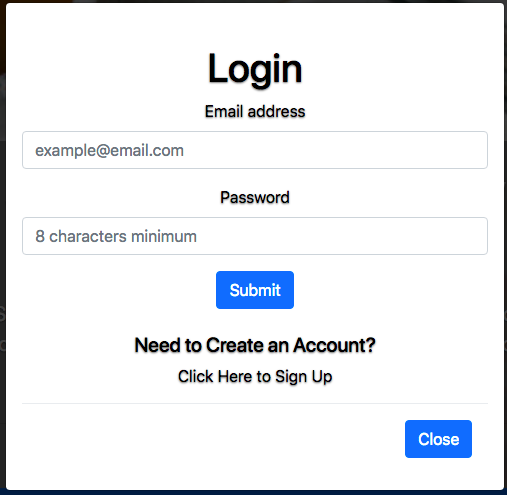 Login
Email address
example@email.com
Password
8 characters minimum
Submit
Need to Create an Account?
Click Here to Sign Up
Close